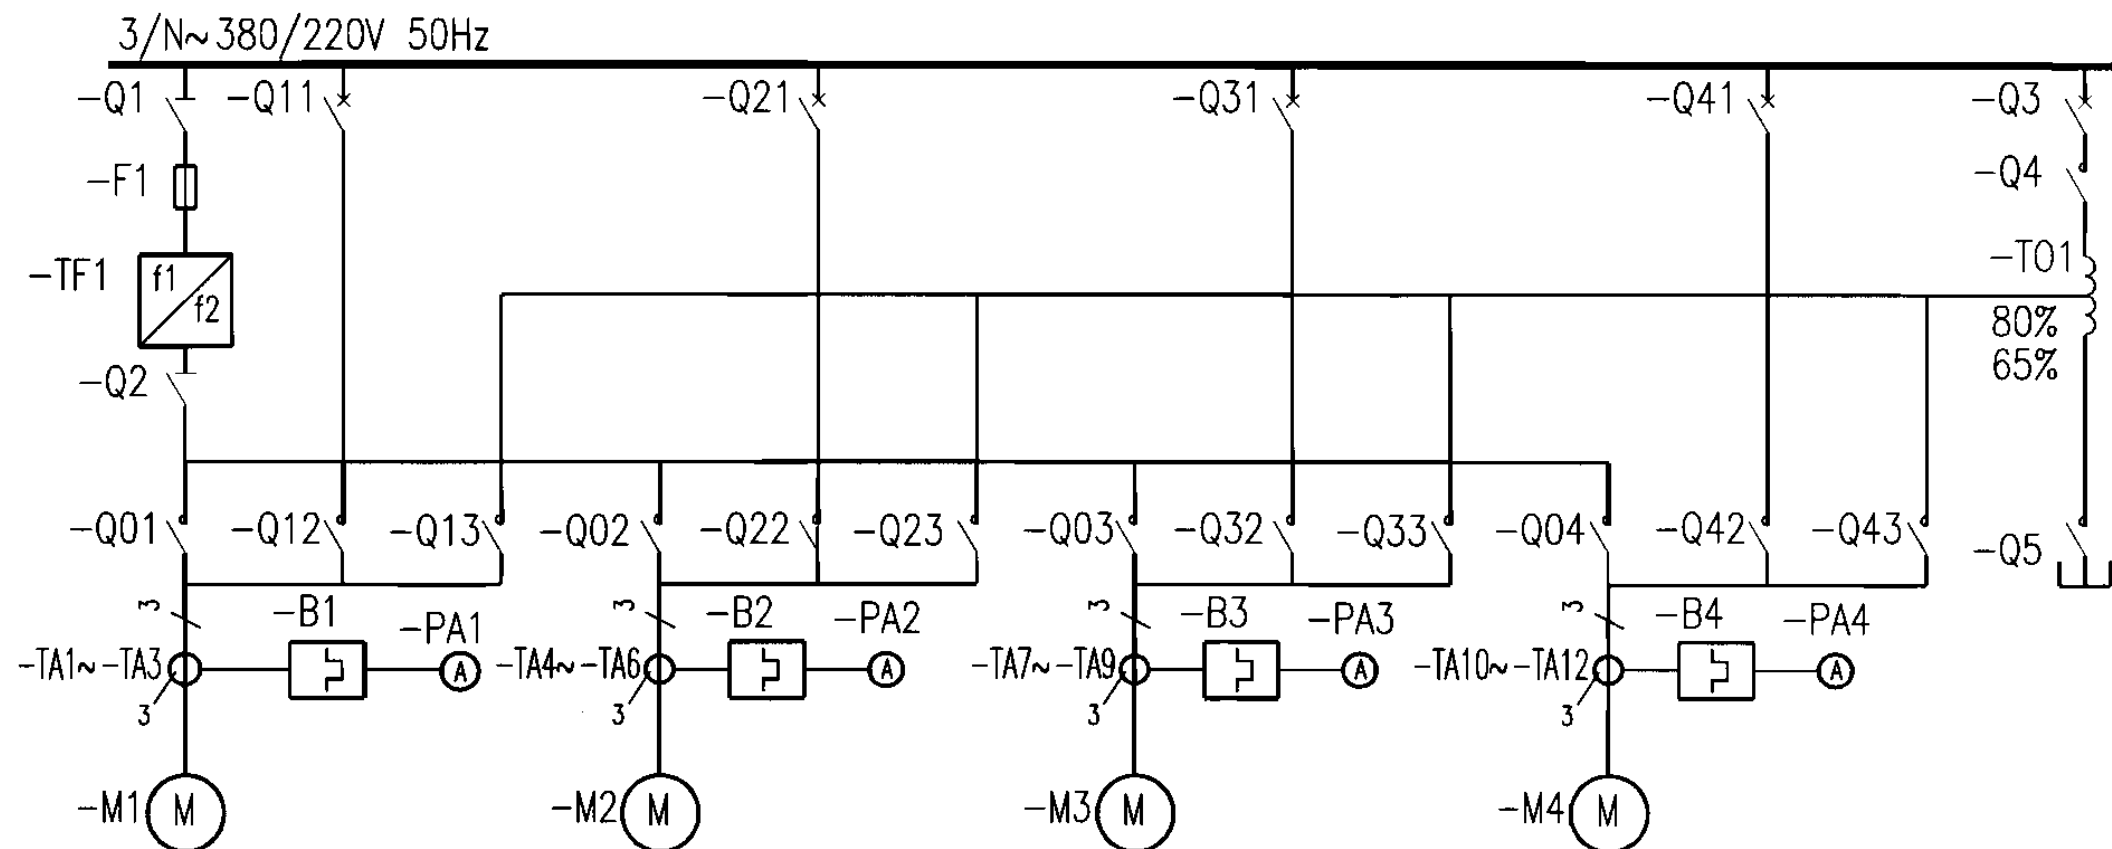 3/N~380/220V 50Hz
-Q1 -Q11 -Q21 -Q31 -Q41 -Q3
-F1 -Q4
-TF1 f1 f2 -TO1
80%
65%
-Q2
-Q01 -Q12 -Q13 -Q02 -Q22 -Q23 -Q03 -Q32 -Q33 -Q04 -Q42 -Q43 -Q5
3 -B1 -PA1 3 -B2 -PA2 3 -B3 -PA3 3 -B4 -PA4
-TA1~-TA3 A -TA4~-TA6 A -TA7~-TA9 A -TA10~-TA12 A
3 3 3 3
-M1 M -M2 M -M3 M -M4 M